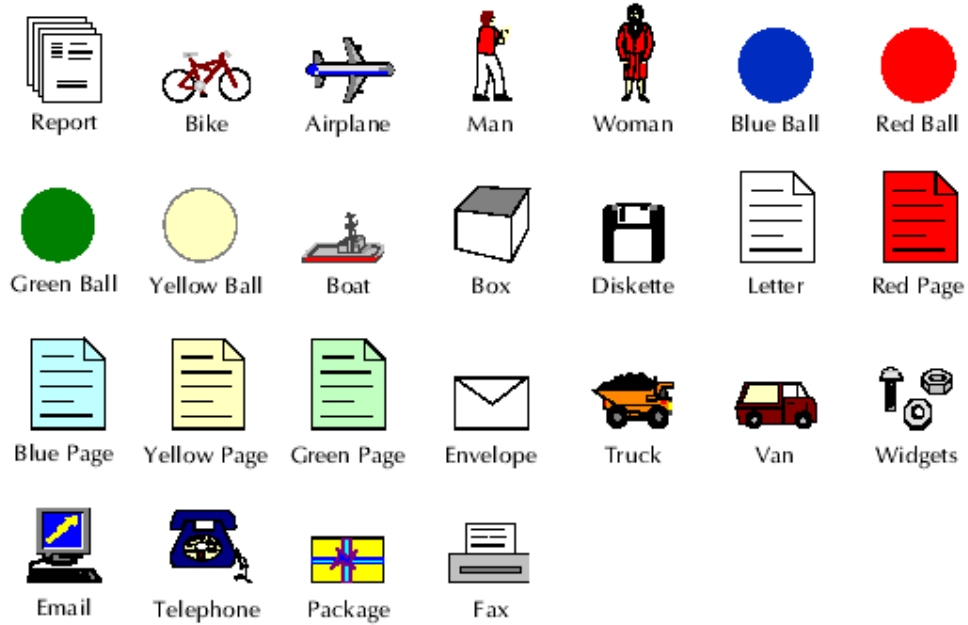 Report Bike Airplane Man Woman Blue Ball Red Ball
Green Ball Yellow Ball Boat Box Diskette Letter Red Page
Blue Page Yellow Page Green Page Envelope Truck Van Widgets
Email Telephone Package Fax